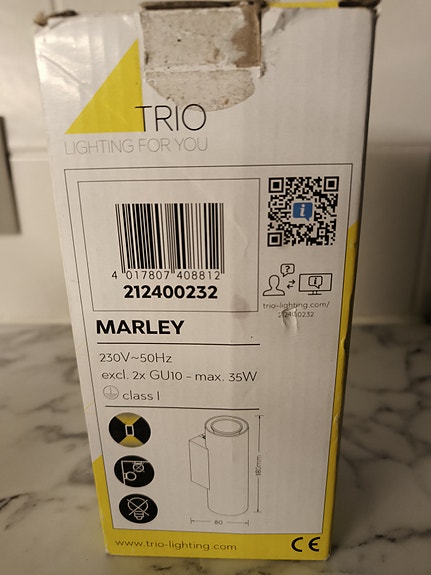 TRIO
LIGHTING FOR YOU
4 017807 408812
212400232
trio-lighting.com/
212400232
MARLEY
230V~50Hz
excl. 2x GU10 - max. 35W
class I
180mm
80
www.trio-lighting.com
CE